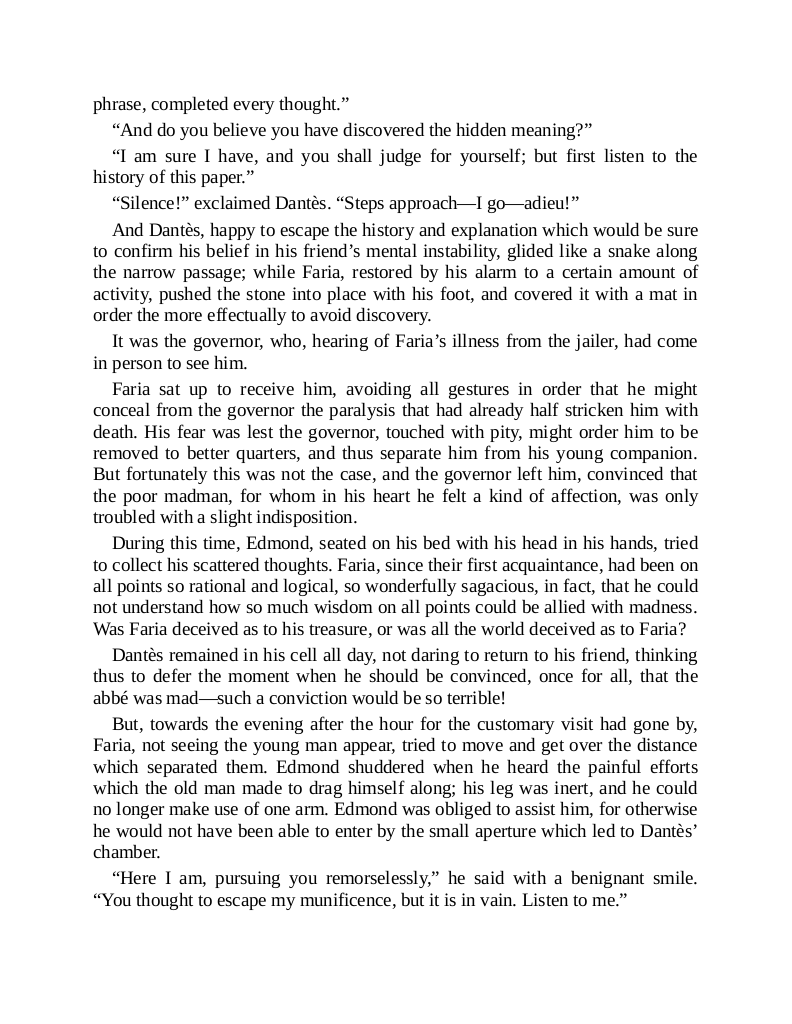 phrase, completed every thought.”
“And do you believe you have discovered the hidden meaning?”
“I am sure I have, and you shall judge for yourself; but first listen to the
history of this paper.”
“Silence!” exclaimed Dantès. “Steps approach—I go—adieu!”
And Dantès, happy to escape the history and explanation which would be sure
to confirm his belief in his friend’s mental instability, glided like a snake along
the narrow passage; while Faria, restored by his alarm to a certain amount of
activity, pushed the stone into place with his foot, and covered it with a mat in
order the more effectually to avoid discovery.
It was the governor, who, hearing of Faria’s illness from the jailer, had come
in person to see him.
Faria sat up to receive him, avoiding all gestures in order that he might
conceal from the governor the paralysis that had already half stricken him with
death. His fear was lest the governor, touched with pity, might order him to be
removed to better quarters, and thus separate him from his young companion.
But fortunately this was not the case, and the governor left him, convinced that
the poor madman, for whom in his heart he felt a kind of affection, was only
troubled with a slight indisposition.
During this time, Edmond, seated on his bed with his head in his hands, tried
to collect his scattered thoughts. Faria, since their first acquaintance, had been on
all points so rational and logical, so wonderfully sagacious, in fact, that he could
not understand how so much wisdom on all points could be allied with madness.
Was Faria deceived as to his treasure, or was all the world deceived as to Faria?
Dantès remained in his cell all day, not daring to return to his friend, thinking
thus to defer the moment when he should be convinced, once for all, that the
abbé was mad—such a conviction would be so terrible!
But, towards the evening after the hour for the customary visit had gone by,
Faria, not seeing the young man appear, tried to move and get over the distance
which separated them. Edmond shuddered when he heard the painful efforts
which the old man made to drag himself along; his leg was inert, and he could
no longer make use of one arm. Edmond was obliged to assist him, for otherwise
he would not have been able to enter by the small aperture which led to Dantès’
chamber.
“Here I am, pursuing you remorselessly,” he said with a benignant smile.
“You thought to escape my munificence, but it is in vain. Listen to me.”